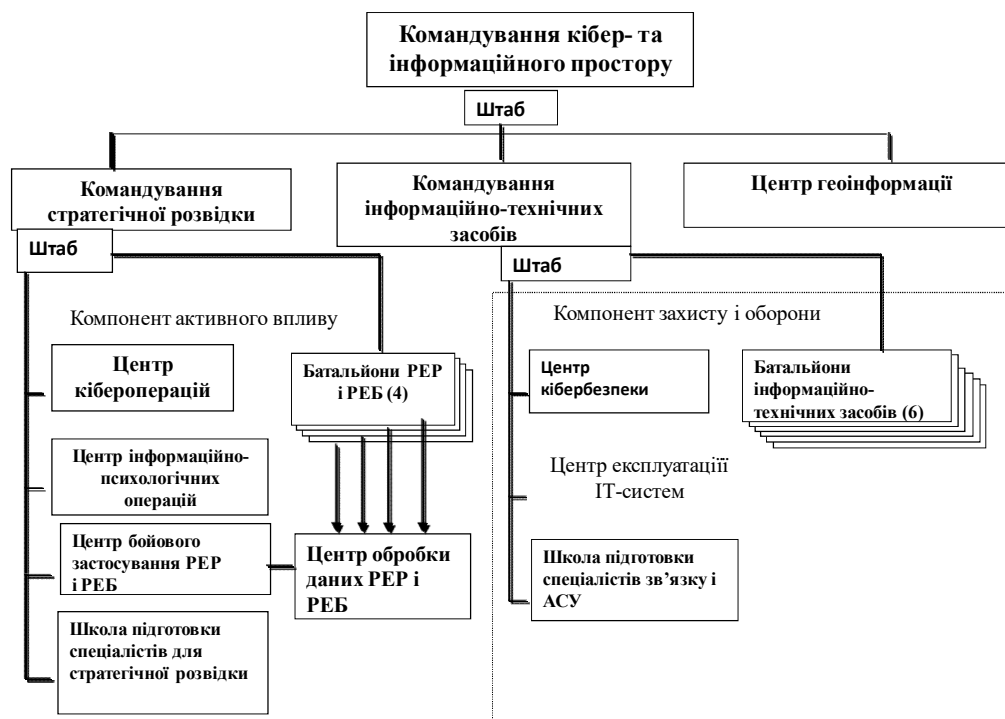 Командування кібер- та
інформаційного простору
Штаб
Командування
стратегічної розвідки
Штаб
Командування
інформаційно-технічних
засобів
Штаб
Центр геоінформації
Компонент активного впливу
Центр
кібероперацій
Батальйони РЕР
і РЕБ (4)
Центр інформаційно-
психологічних
операцій
Центр бойового
застосування РЕР
і РЕБ
Центр обробки
даних РЕР і
РЕБ
Школа підготовки
спеціалістів для
стратегічної розвідки
Компонент захисту і оборони
Центр
кібербезпеки
Батальйони
інформаційно-
технічних засобів (6)
Центр експлуатаціїї
ІТ-систем
Школа підготовки
спеціалістів зв’язку і
АСУ